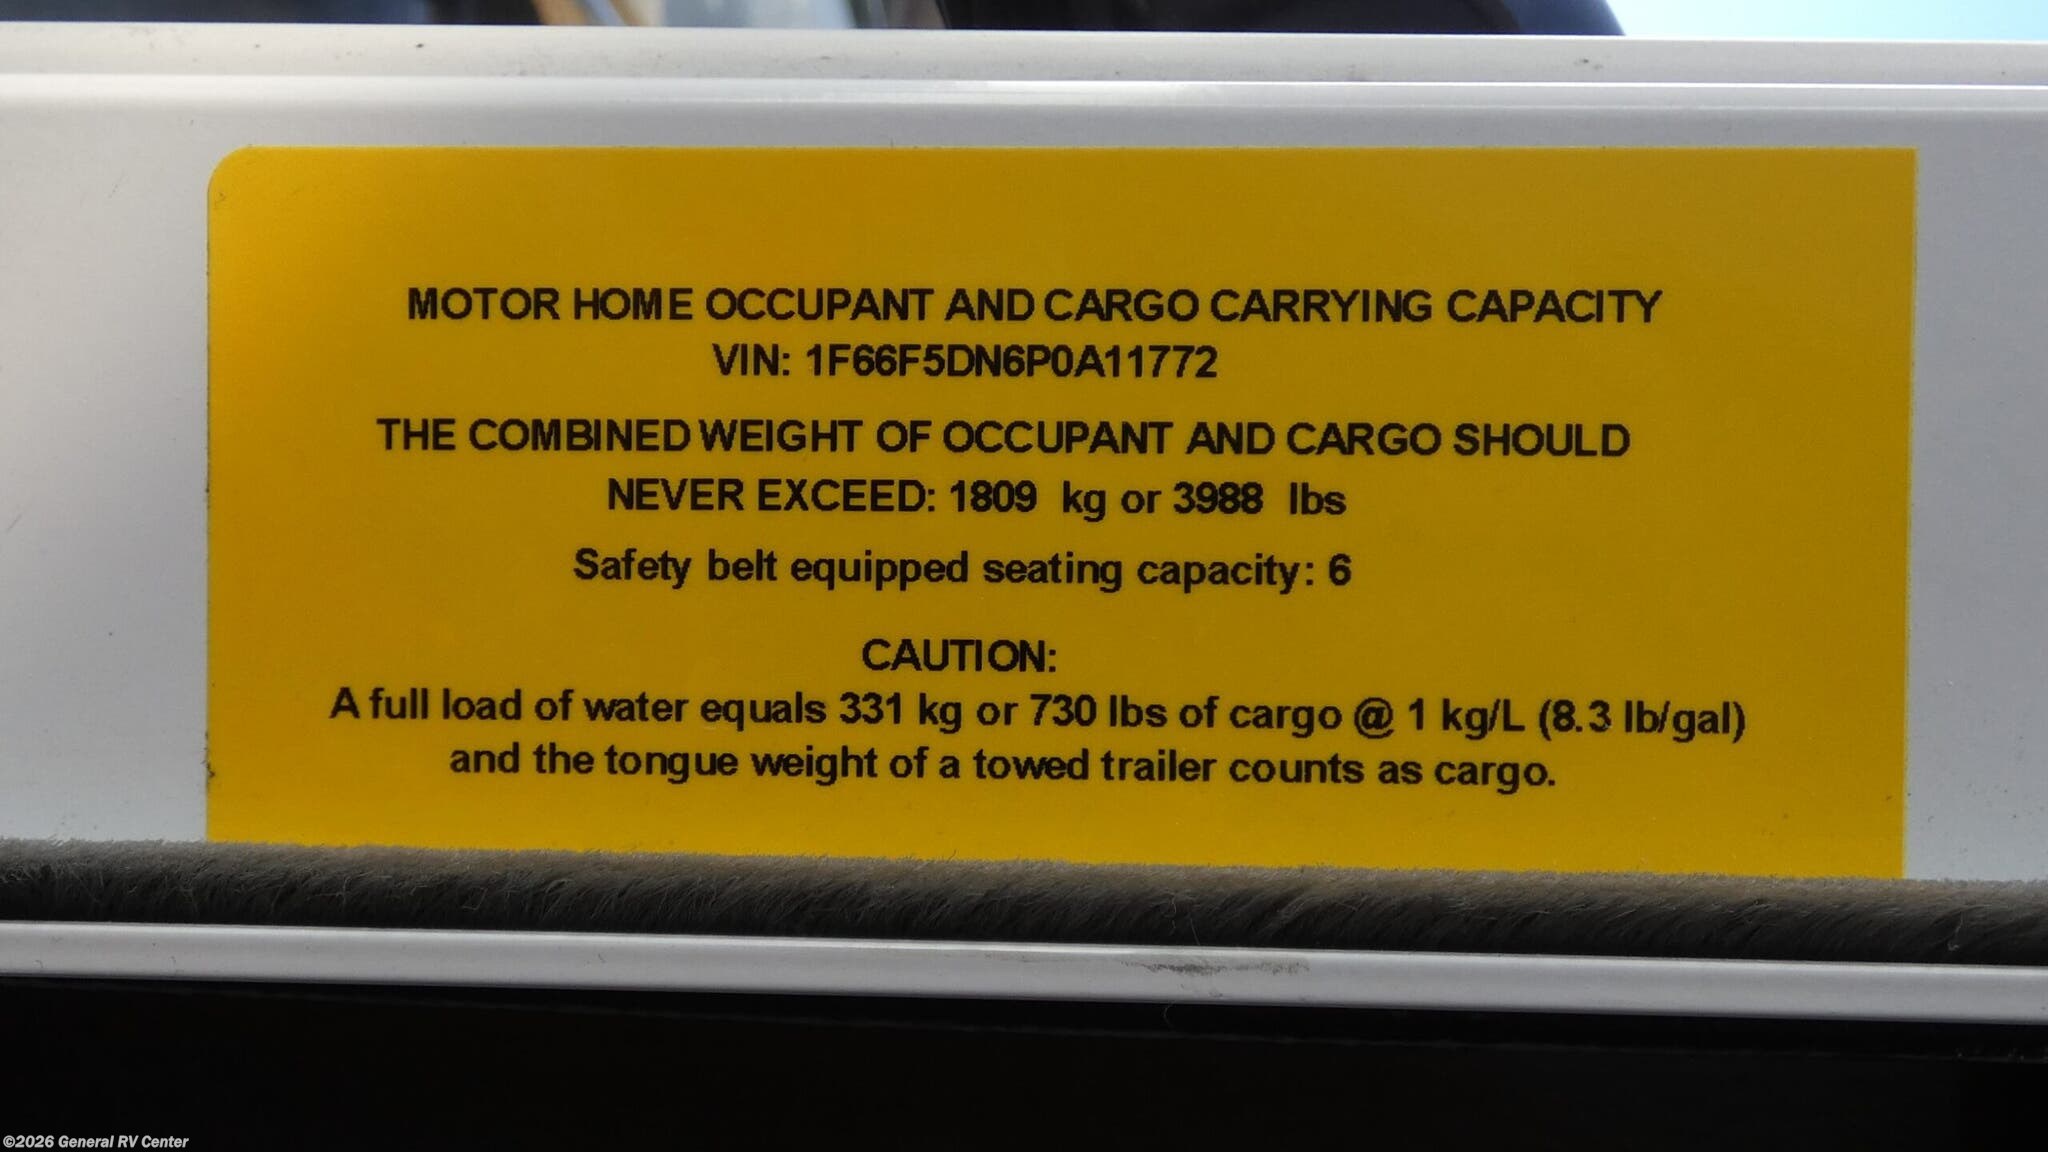 MOTOR HOME OCCUPANT AND CARGO CARRYING CAPACITY
VIN: 1F66F5DN6P0A11772
THE COMBINED WEIGHT OF OCCUPANT AND CARGO SHOULD
NEVER EXCEED: 1809 kg or 3988 lbs
Safety belt equipped seating capacity: 6
CAUTION:
A full load of water equals 331 kg or 730 lbs of cargo @ 1 kg/L (8.3 lb/gal)
and the tongue weight of a towed trailer counts as cargo.
©2026 General RV Center